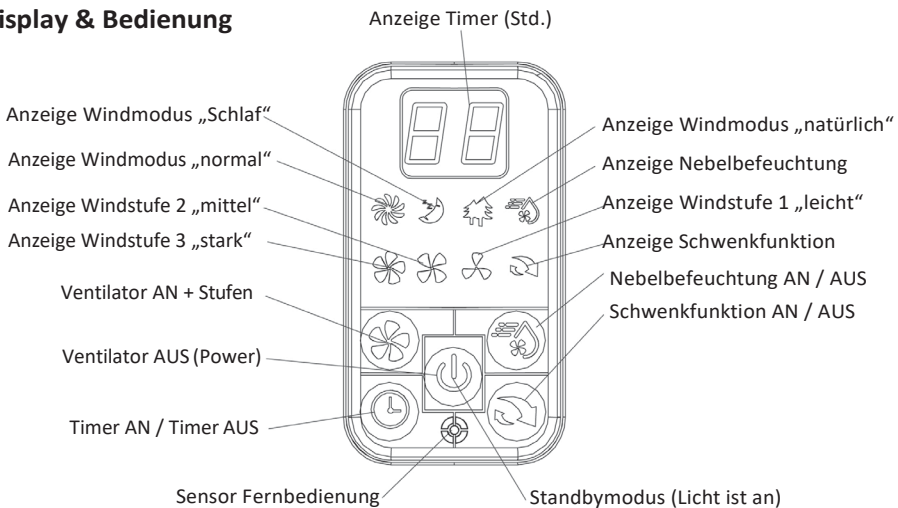 isplay & Bedienung
Anzeige Timer (Std.)
Anzeige Windmodus „Schlaf“
Anzeige Windmodus „normal“
Anzeige Windstufe 2 „mittel“
Anzeige Windstufe 3 „stark“
Ventilator AN + Stufen
Ventilator AUS (Power)
Timer AN / Timer AUS
Sensor Fernbedienung
Anzeige Windmodus „natürlich“
Anzeige Nebelbefeuchtung
Anzeige Windstufe 1 „leicht“
Anzeige Schwenkfunktion
Nebelbefeuchtung AN / AUS
Schwenkfunktion AN / AUS
Standbymodus (Licht ist an)